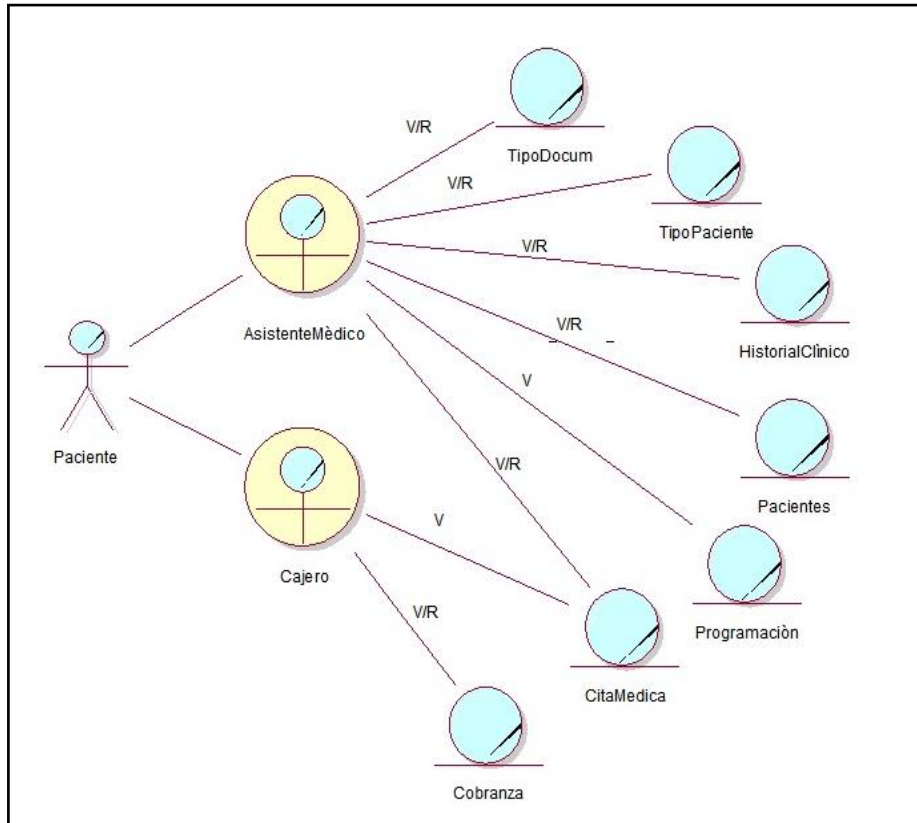 V/R
TipoDocum
V/R
TipoPaciente
V/R
HistorialClìnico
AsistenteMèdico
V/R
V
Paciente
Pacientes
V/R
V
Cajero
Programaciòn
V/R
CitaMedica
Cobranza